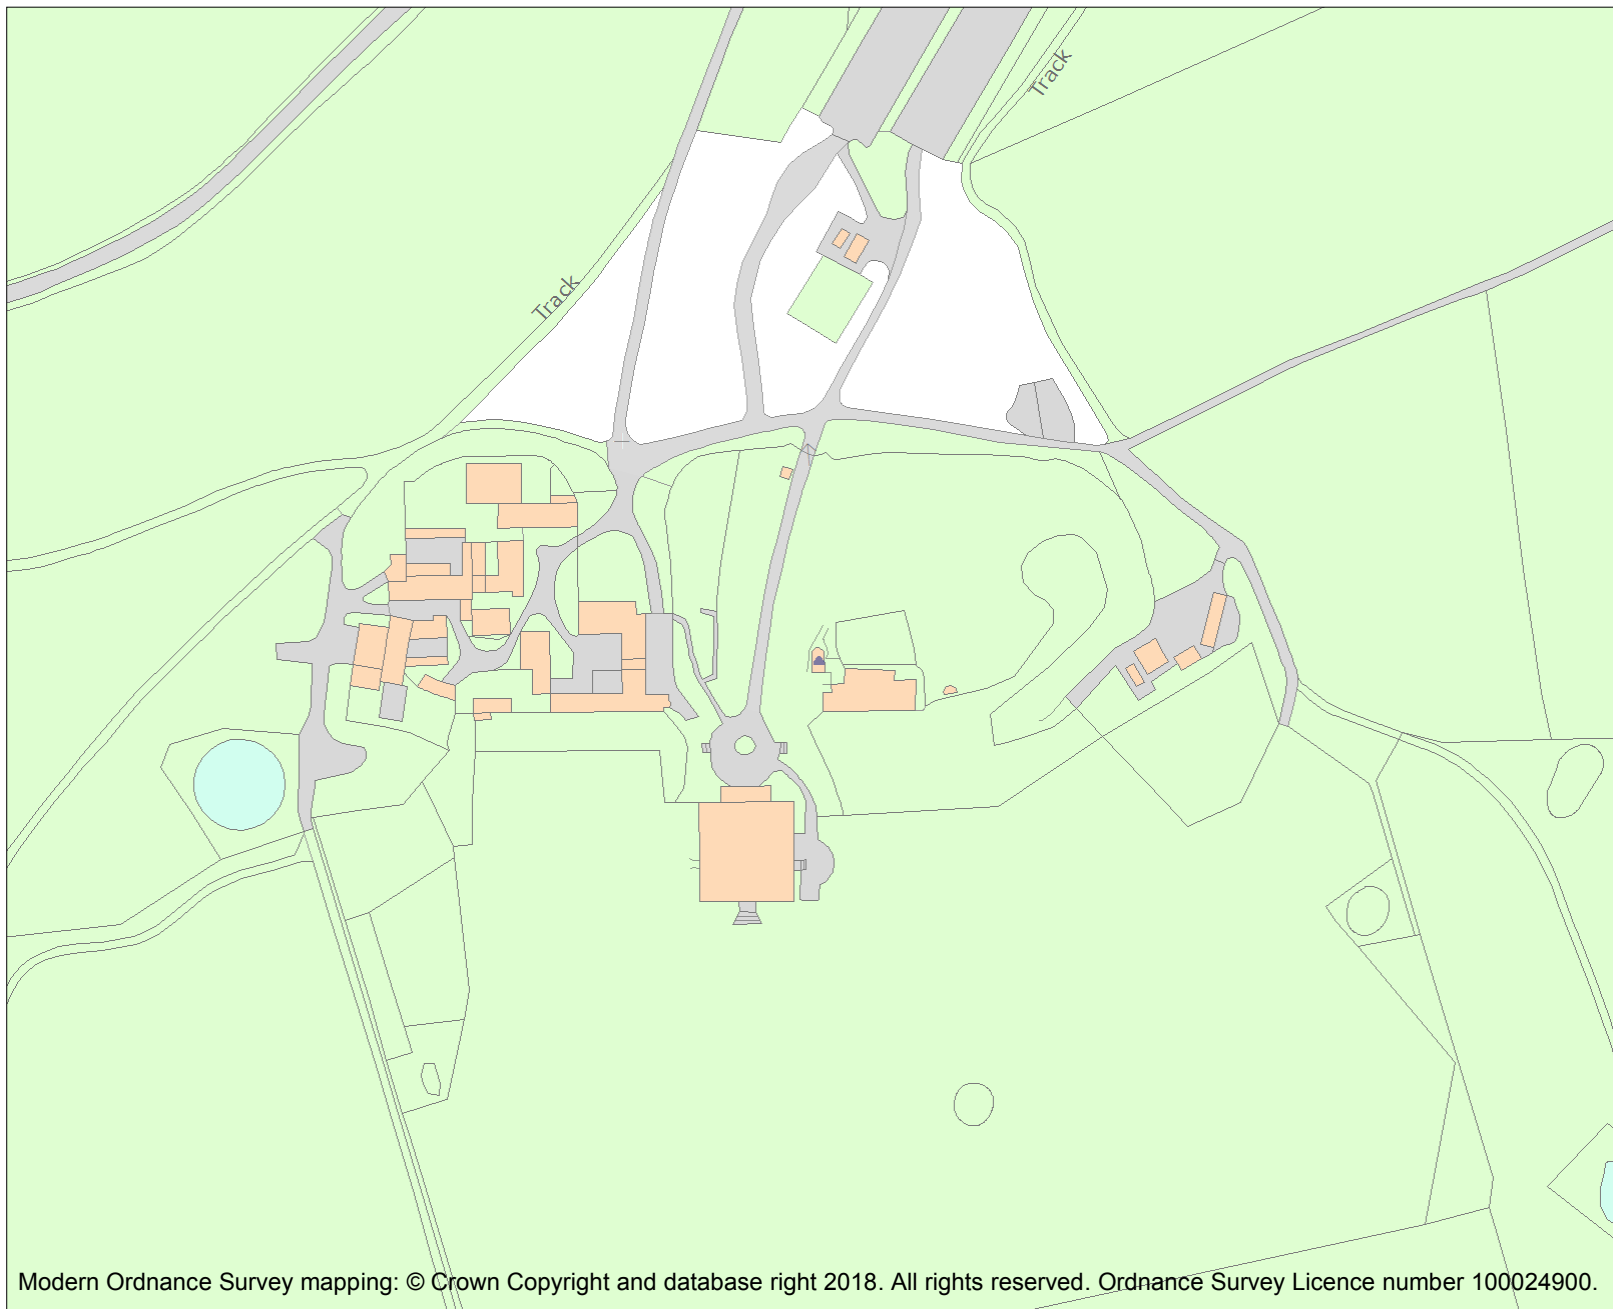 Track
Track
Modern Ordnance Survey mapping: © Crown Copyright and database right 2018. All rights reserved. Ordnance Survey Licence number 100024900.